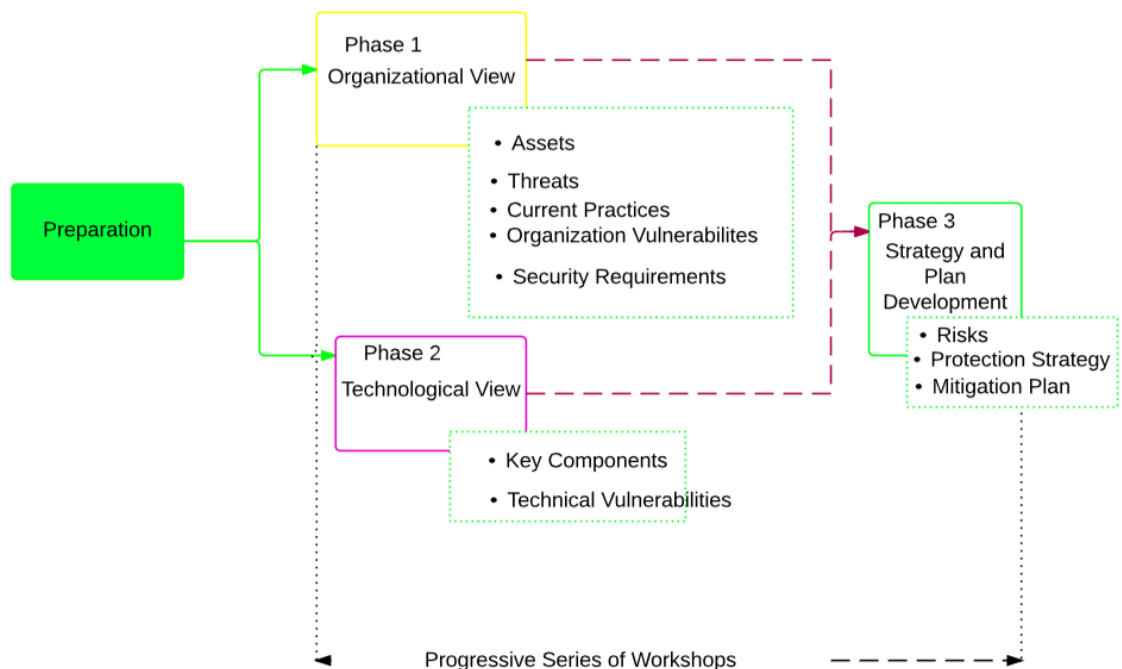 Preparation
Phase 1
Organizational View
• Assets
• Threats
• Current Practices
• Organization Vulnerabilites
• Security Requirements
Phase 2
Technological View
• Key Components
• Technical Vulnerabilities
Phase 3
Strategy and
Plan
Development
• Risks
• Protection Strategy
• Mitigation Plan
Progressive Series of Workshops